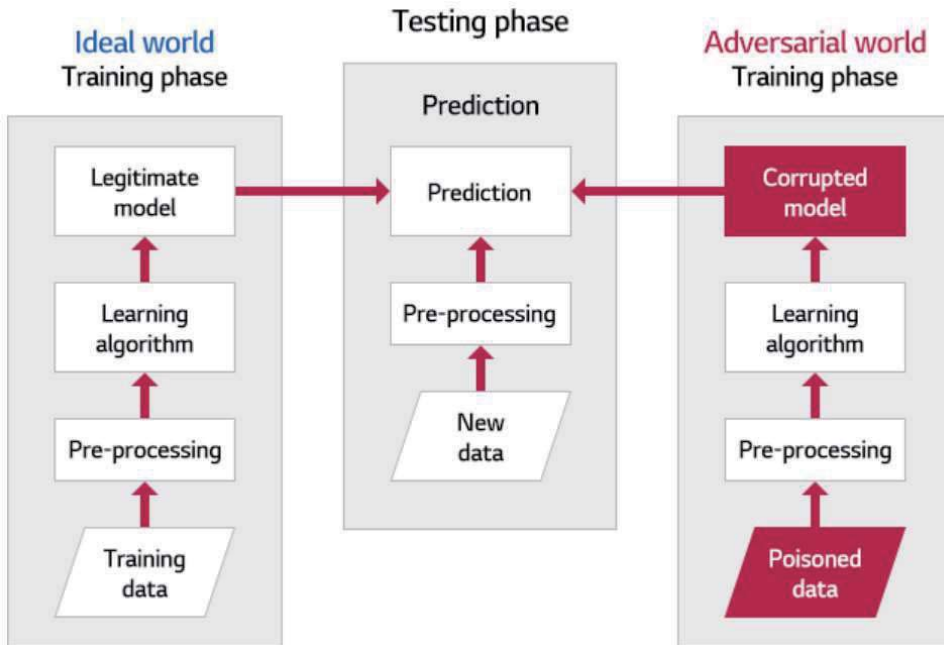 Ideal world
Training phase
Legitimate
model
Learning
algorithm
Pre-processing
Training
data
Testing phase
Prediction
Prediction
Pre-processing
New
data
Adversarial world
Training phase
Corrupted
model
Learning
algorithm
Pre-processing
Poisoned
data